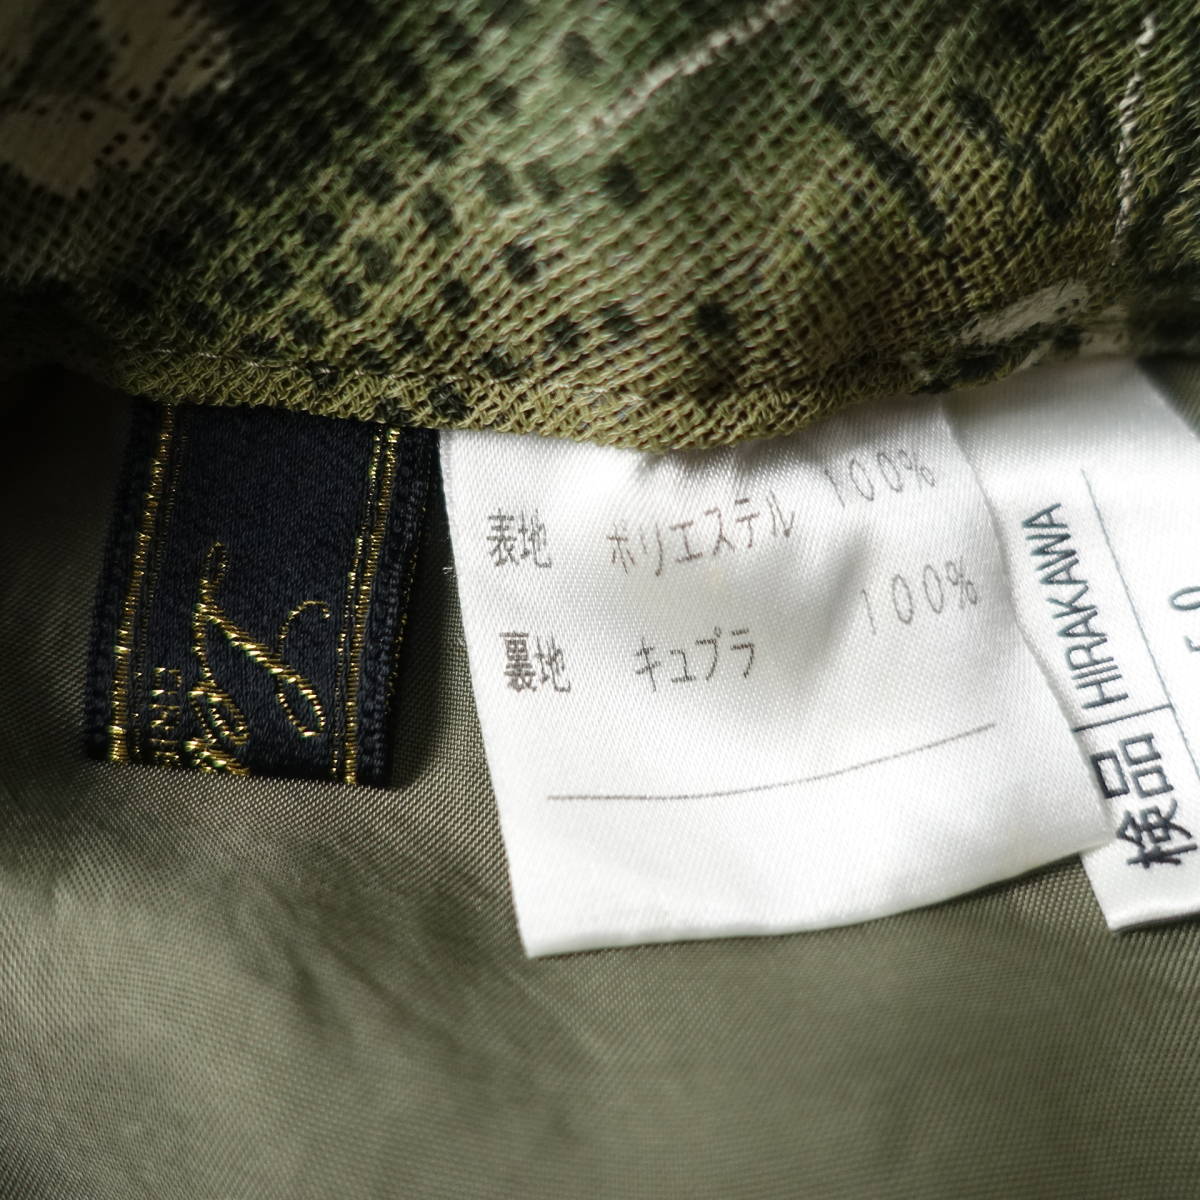 表地 ポリエステル 100%
裏地 キュプラ 100%
検品 HIRAKAWA